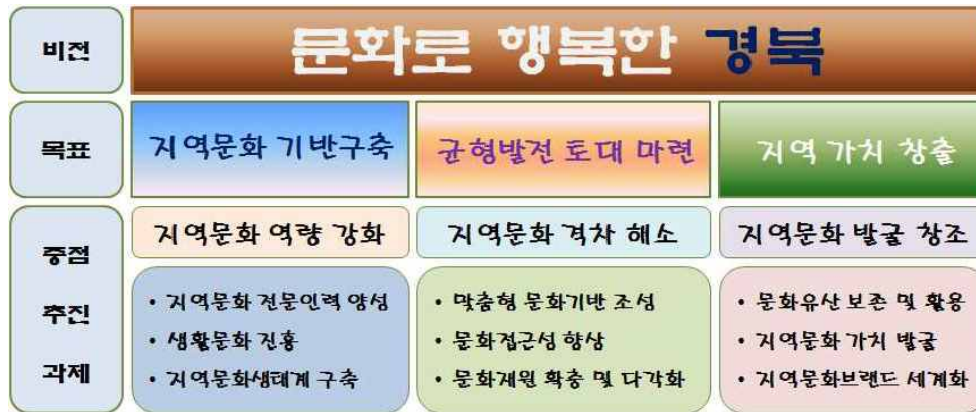 비전
문화로 행복한 경북
목표
지역문화 기반구축
균형발전 토대 마련
지역 가치 창출
중점
추진
과제
지역문화 역량 강화
지역문화 격차 해소
지역문화 발굴 창조
• 지역문화 전문인력 양성
• 생활문화 진흥
• 지역문화생태계 구축
• 맞춤형 문화기반 조성
• 문화접근성 향상
• 문화재원 확충 및 다각화
• 문화유산 보존 및 활용
• 지역문화 가치 발굴
• 지역문화브랜드 세계화